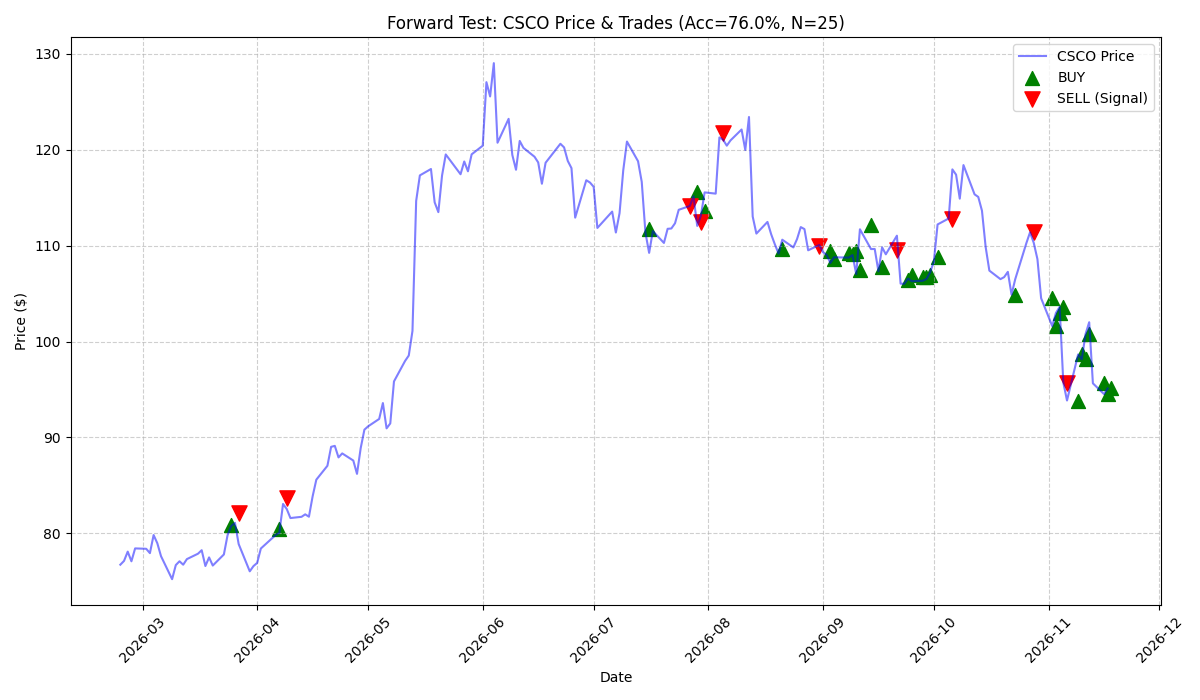 Forward Test: CSCO Price & Trades (Acc=76.0%, N=25)
130
120
110
100
90
80
Price ($)
CSCO Price
BUY
SELL (Signal)
2026-03
2026-04
2026-05
2026-06
2026-07
2026-08
2026-09
2026-10
2026-11
2026-12
Date